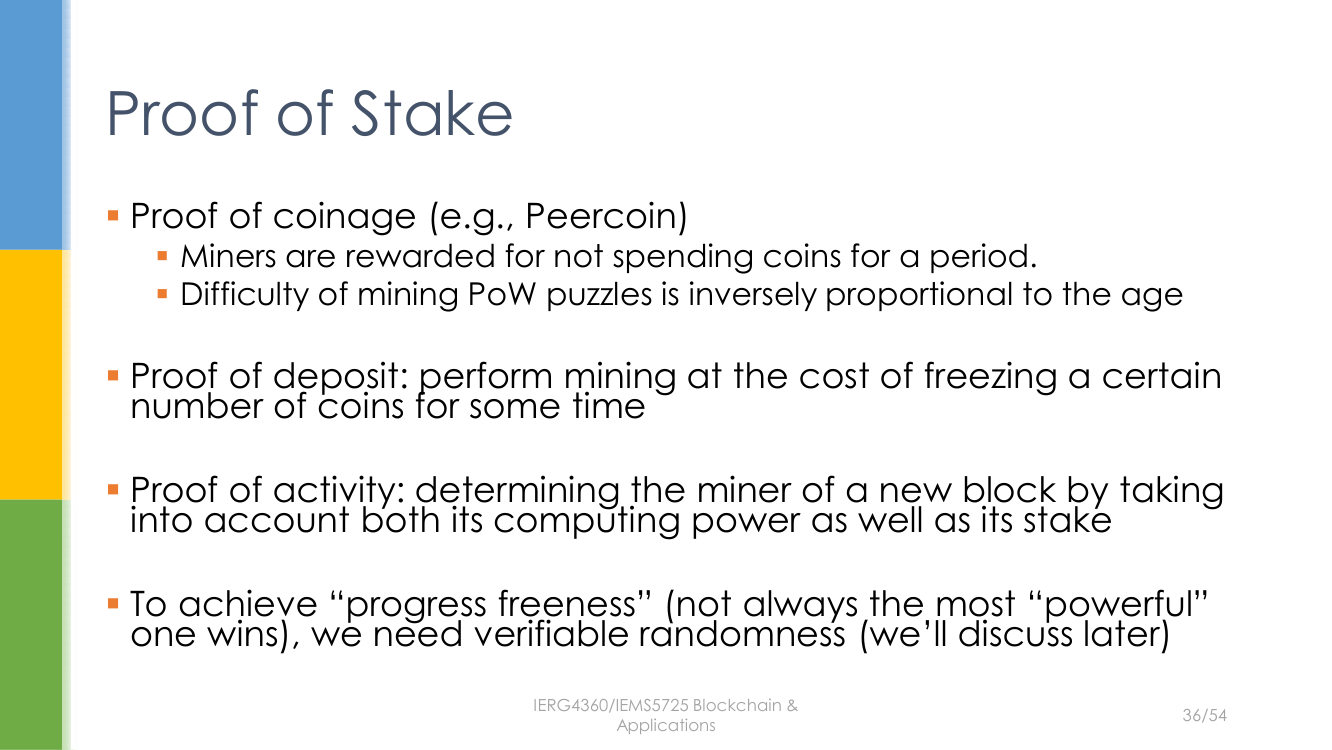 Proof of Stake
▪ Proof of coinage (e.g., Peercoin)
▪ Miners are rewarded for not spending coins for a period.
▪ Difficulty of mining PoW puzzles is inversely proportional to the age
▪ Proof of deposit: perform mining at the cost of freezing a certain
number of coins for some time
▪ Proof of activity: determining the miner of a new block by taking
into account both its computing power as well as its stake
▪ To achieve “progress freeness” (not always the most “powerful”
one wins), we need verifiable randomness (we’ll discuss later)
IERG4360/IEMS5725 Blockchain &
Applications
36/54